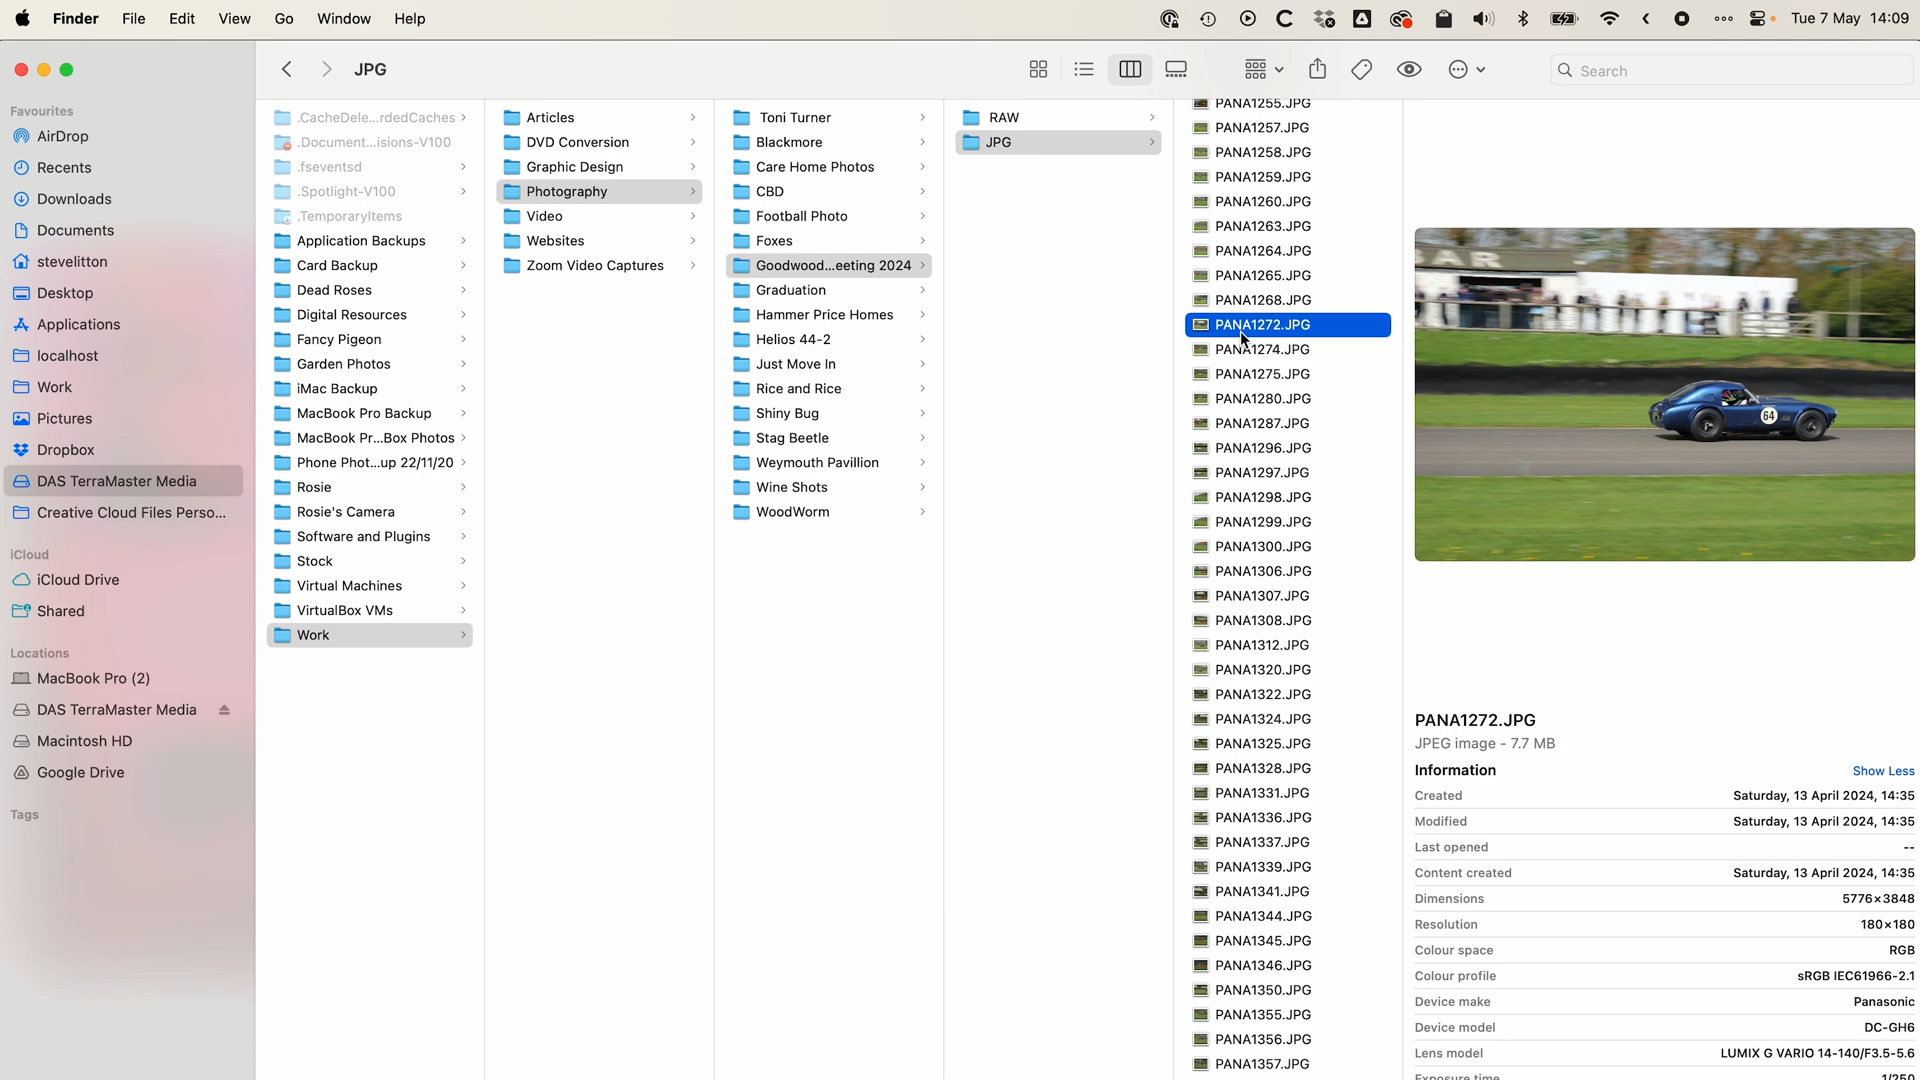 Finder File Edit View Go Window Help
Tue 7 May 14:09
JPG
Search
Favourites
AirDrop
Recents
Downloads
Documents
stevelitton
Desktop
Applications
localhost
Work
Pictures
Dropbox
DAS TerraMaster Media
Creative Cloud Files Perso...
iCloud
iCloud Drive
Shared
Locations
MacBook Pro (2)
DAS TerraMaster Media
Macintosh HD
Google Drive
Tags
.CacheDele...rdedCaches
.Document...isions-V100
.fseventsd
.Spotlight-V100
.TemporaryItems
Application Backups
Card Backup
Dead Roses
Digital Resources
Fancy Pigeon
Garden Photos
iMac Backup
MacBook Pro Backup
MacBook Pr...Box Photos
Phone Phot...up 22/11/20
Rosie
Rosie's Camera
Software and Plugins
Stock
Virtual Machines
VirtualBox VMs
Work
Articles
DVD Conversion
Graphic Design
Photography
Video
Websites
Zoom Video Captures
Toni Turner
Blackmore
Care Home Photos
CBD
Football Photo
Foxes
Goodwood...eeting 2024
Graduation
Hammer Price Homes
Helios 44-2
Just Move In
Rice and Rice
Shiny Bug
Stag Beetle
Weymouth Pavillion
Wine Shots
WoodWorm
RAW
JPG
PANA1255.JPG
PANA1257.JPG
PANA1258.JPG
PANA1259.JPG
PANA1260.JPG
PANA1263.JPG
PANA1264.JPG
PANA1265.JPG
PANA1268.JPG
PANA1272.JPG
PANA1274.JPG
PANA1275.JPG
PANA1280.JPG
PANA1287.JPG
PANA1296.JPG
PANA1297.JPG
PANA1298.JPG
PANA1299.JPG
PANA1300.JPG
PANA1306.JPG
PANA1307.JPG
PANA1308.JPG
PANA1312.JPG
PANA1320.JPG
PANA1322.JPG
PANA1324.JPG
PANA1325.JPG
PANA1328.JPG
PANA1331.JPG
PANA1336.JPG
PANA1337.JPG
PANA1339.JPG
PANA1341.JPG
PANA1344.JPG
PANA1345.JPG
PANA1346.JPG
PANA1350.JPG
PANA1355.JPG
PANA1356.JPG
PANA1357.JPG
BAR
64
PANA1272.JPG
JPEG image - 7.7 MB
Information Show Less
Created Saturday, 13 April 2024, 14:35
Modified Saturday, 13 April 2024, 14:35
Last opened --
Content created Saturday, 13 April 2024, 14:35
Dimensions 5776×3848
Resolution 180×180
Colour space RGB
Colour profile sRGB IEC61966-2.1
Device make Panasonic
Device model DC-GH6
Lens model LUMIX G VARIO 14-140/F3.5-5.6
Exposure time 1/250